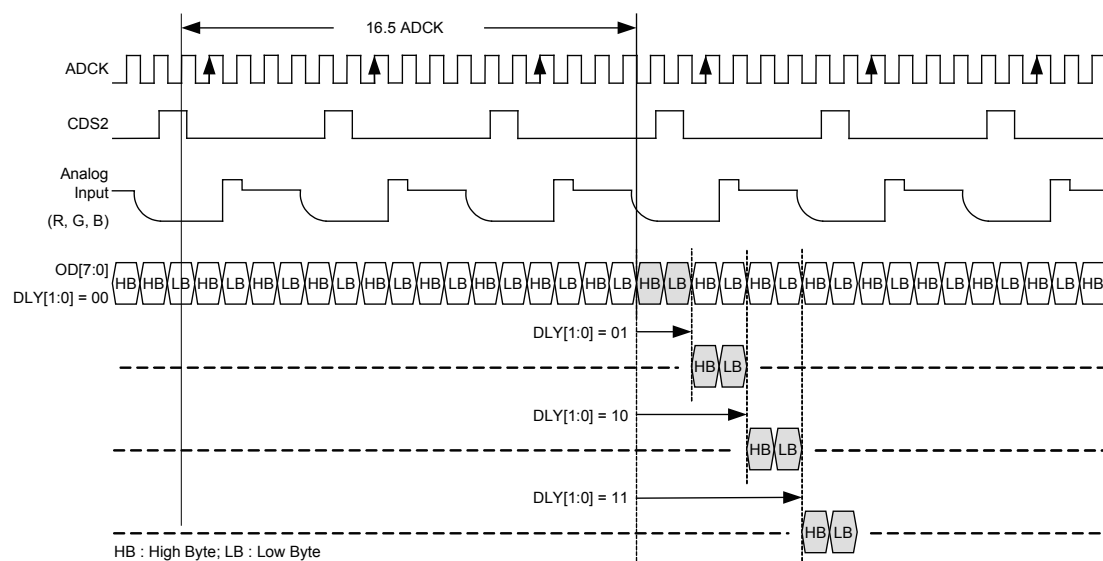 16.5 ADCK
ADCK
CDS2
Analog
Input
(R, G, B)
OD[7:0]
DLY[1:0] = 00
HB HB LB HB LB HB LB HB LB HB LB HB LB HB LB HB LB HB LB HB LB HB LB HB LB HB LB HB LB HB LB HB LB HB LB HB
DLY[1:0] = 01
HB LB
DLY[1:0] = 10
HB LB
DLY[1:0] = 11
HB LB
HB : High Byte; LB : Low Byte